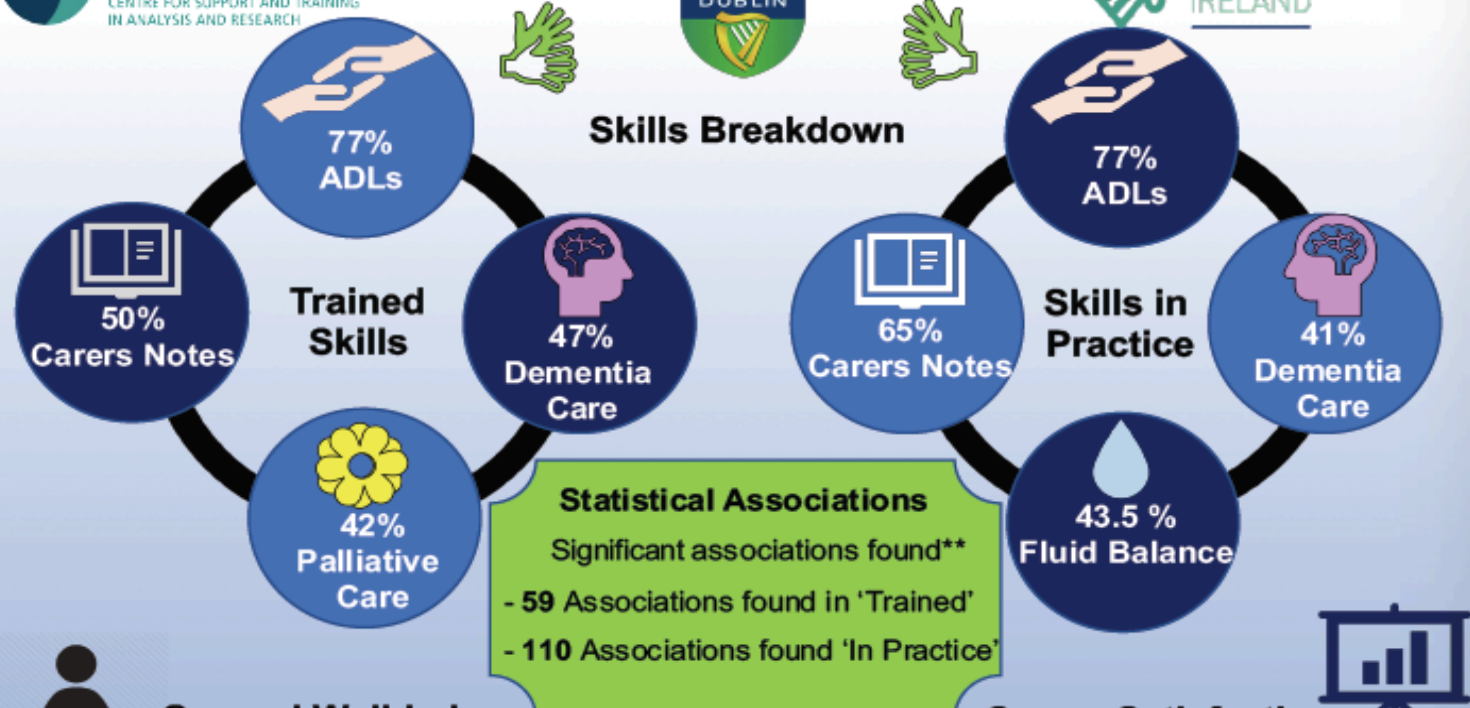 CENTRE FOR SUPPORT AND TRAINING
IN ANALYSIS AND RESEARCH
DUBLIN
IRELAND
Skills Breakdown
77%
ADLs
50%
Carers Notes
Trained
Skills
47%
Dementia
Care
42%
Palliative
Care
77%
ADLs
65%
Carers Notes
Skills in
Practice
41%
Dementia
Care
43.5 %
Fluid Balance
Statistical Associations
Significant associations found**
- 59 Associations found in ‘Trained’
- 110 Associations found ‘In Practice’